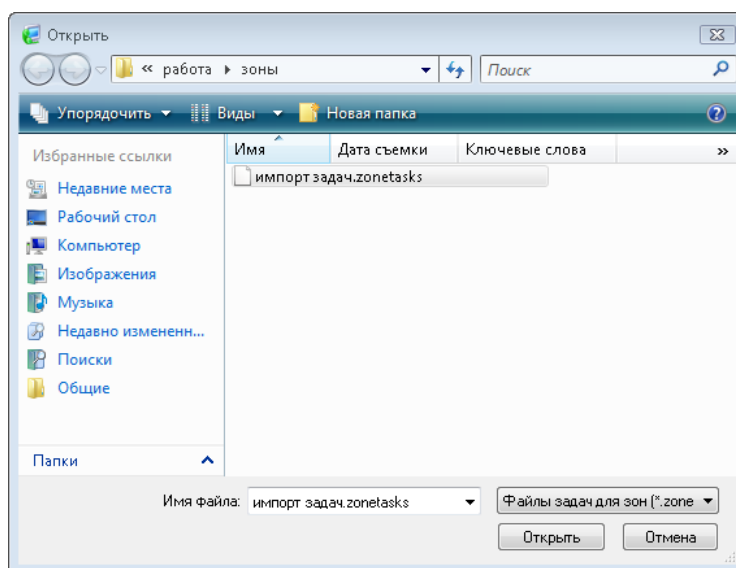 Открыть
« работа зоны
Поиск
Упорядочить Виды Новая папка
Избранные ссылки
Имя Дата съемки Ключевые слова »
импорт задач.zonetasks
Недавние места
Рабочий стол
Компьютер
Изображения
Музыка
Недавно измененн...
Поиски
Общие
Папки
Имя файла: импорт задач.zonetasks Файлы задач для зон (*.zone
Открыть Отмена